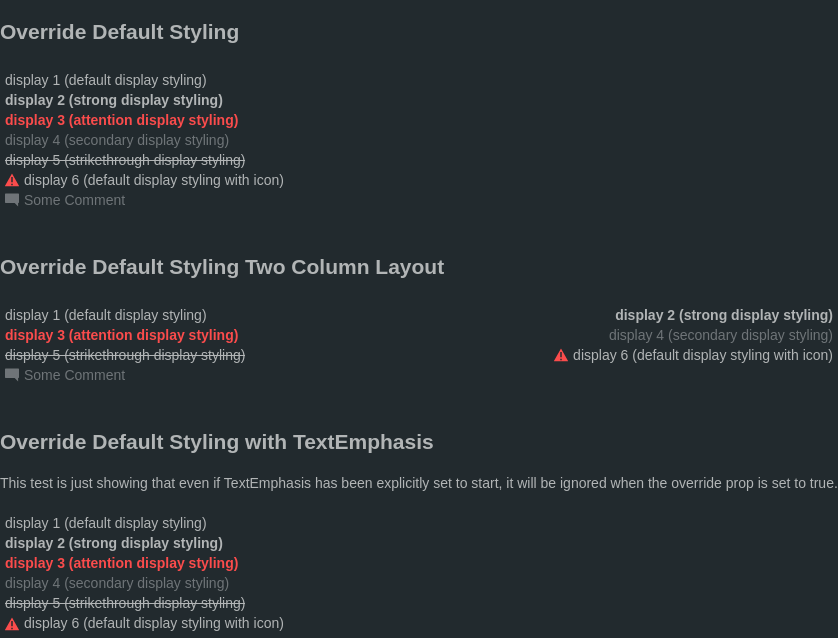 Override Default Styling
display 1 (default display styling)
display 2 (strong display styling)
display 3 (attention display styling)
display 4 (secondary display styling)
display 5 (strikethrough display styling)
display 6 (default display styling with icon)
Some Comment
Override Default Styling Two Column Layout
display 1 (default display styling) display 2 (strong display styling)
display 3 (attention display styling) display 4 (secondary display styling)
display 5 (strikethrough display styling) display 6 (default display styling with icon)
Some Comment
Override Default Styling with TextEmphasis
This test is just showing that even if TextEmphasis has been explicitly set to start, it will be ignored when the override prop is set to true.
display 1 (default display styling)
display 2 (strong display styling)
display 3 (attention display styling)
display 4 (secondary display styling)
display 5 (strikethrough display styling)
display 6 (default display styling with icon)